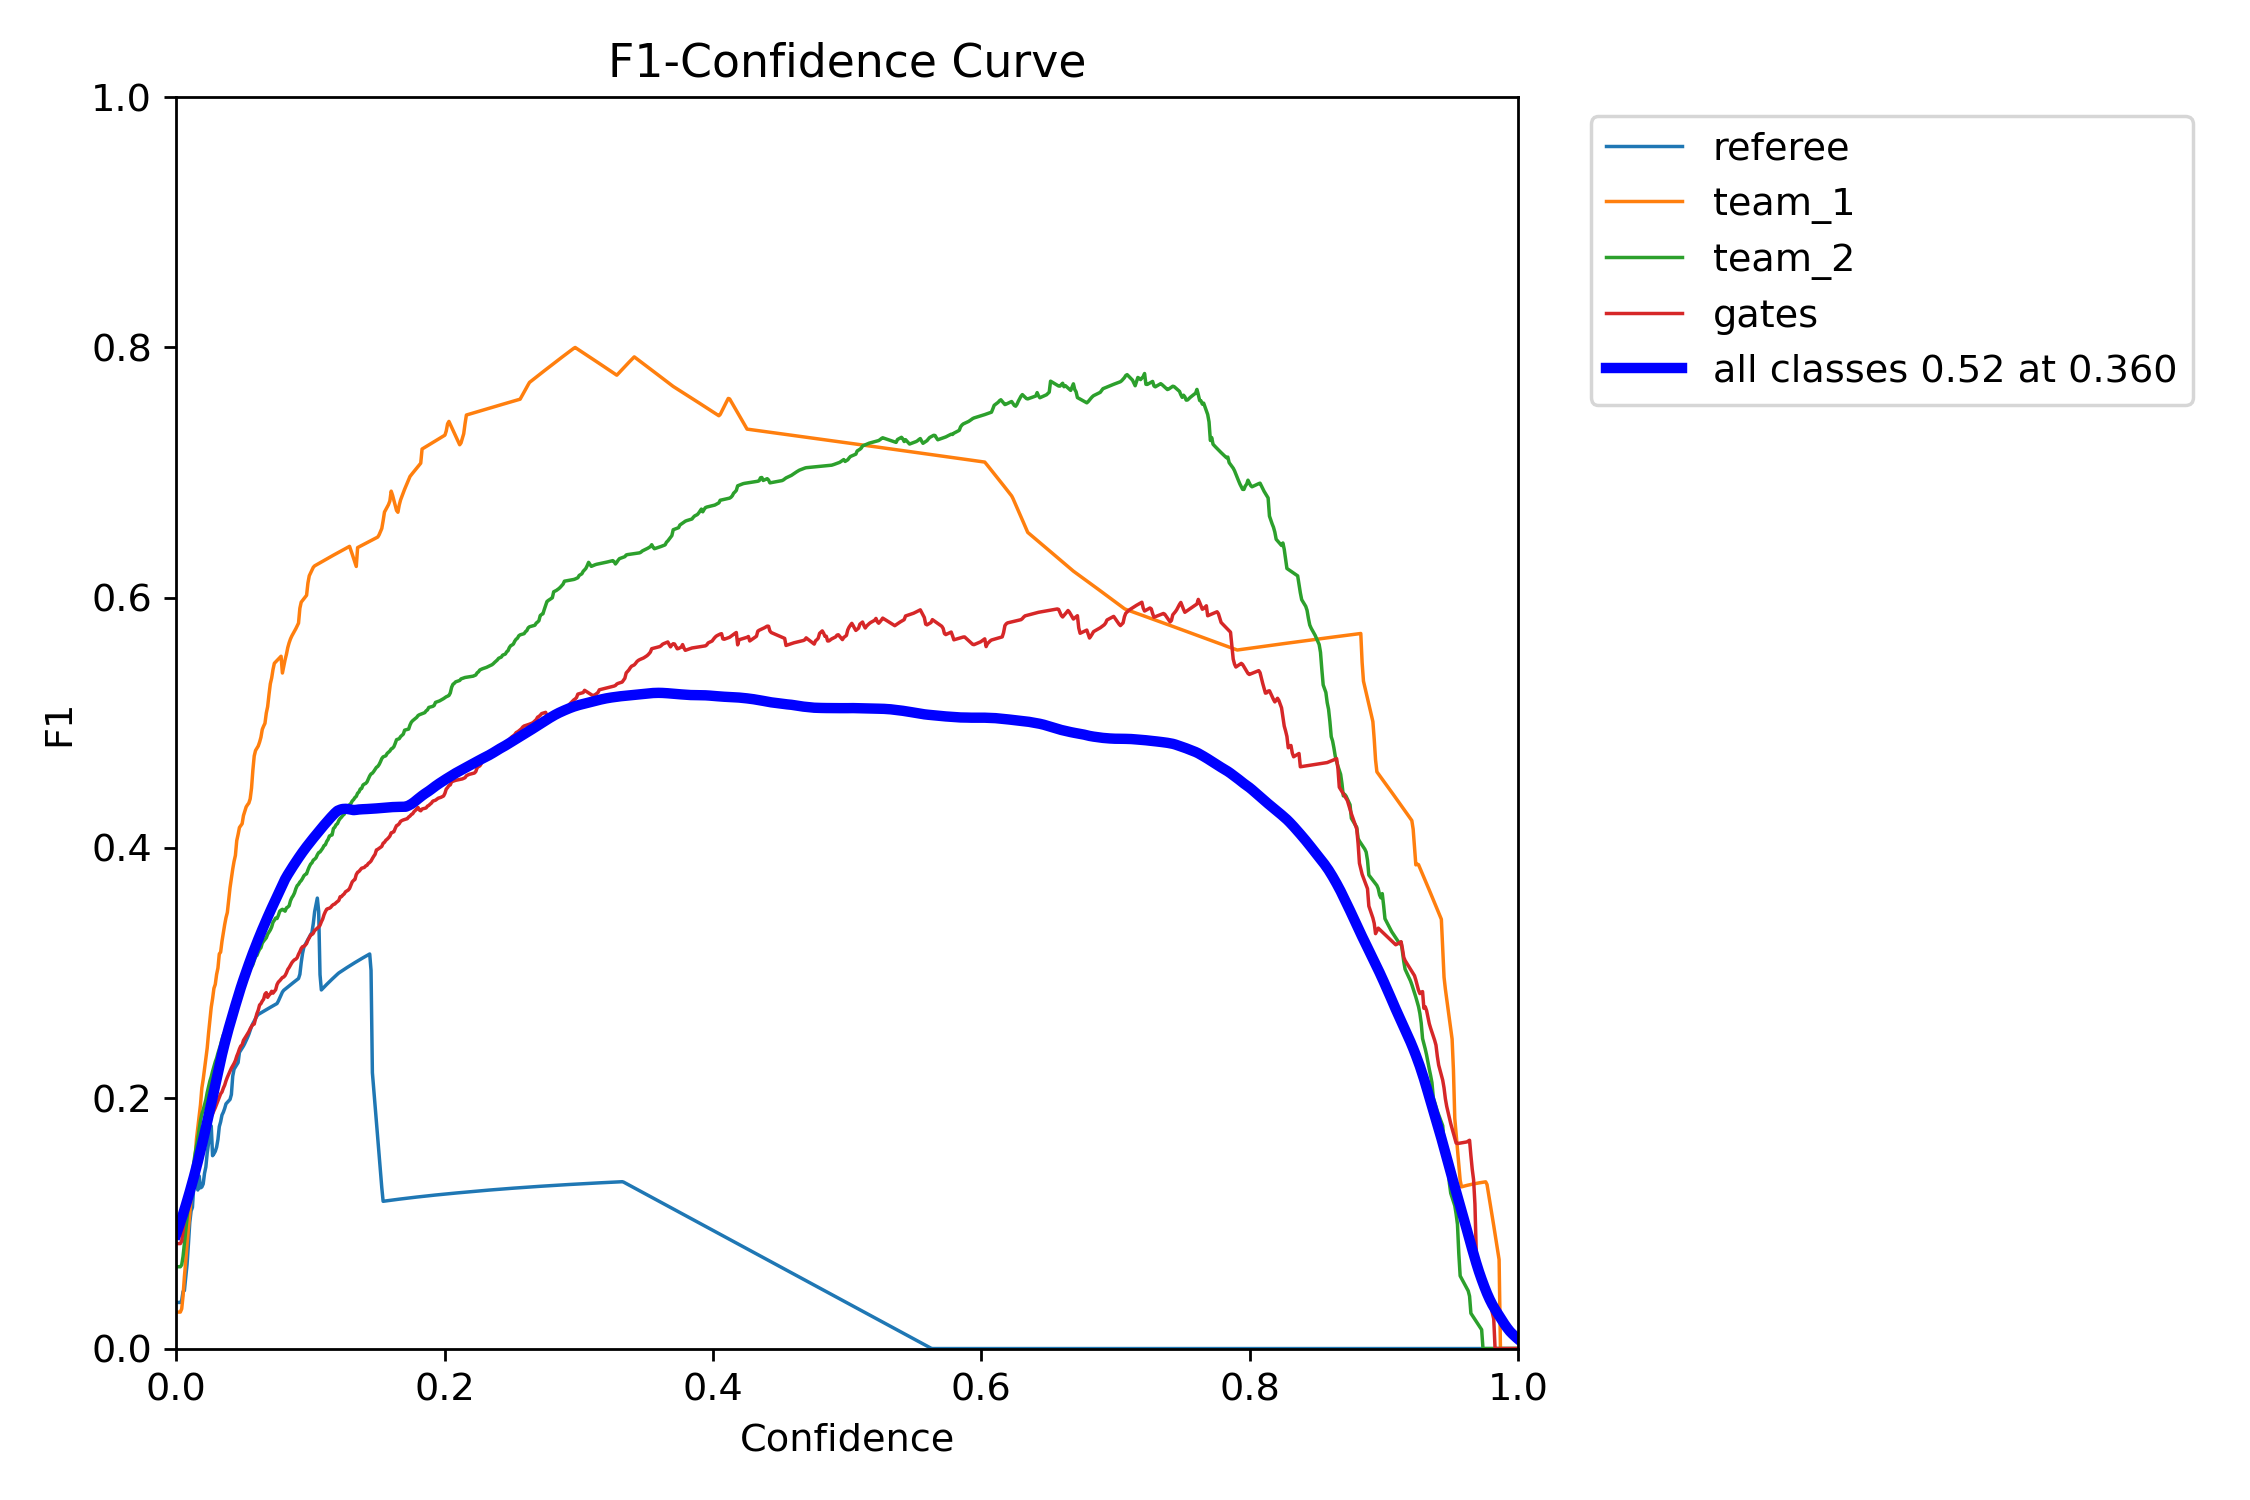 F1-Confidence Curve
1.0
0.8
0.6
0.4
0.2
0.0
F1
0.0 0.2 0.4 0.6 0.8 1.0
Confidence
referee
team_1
team_2
gates
all classes 0.52 at 0.360